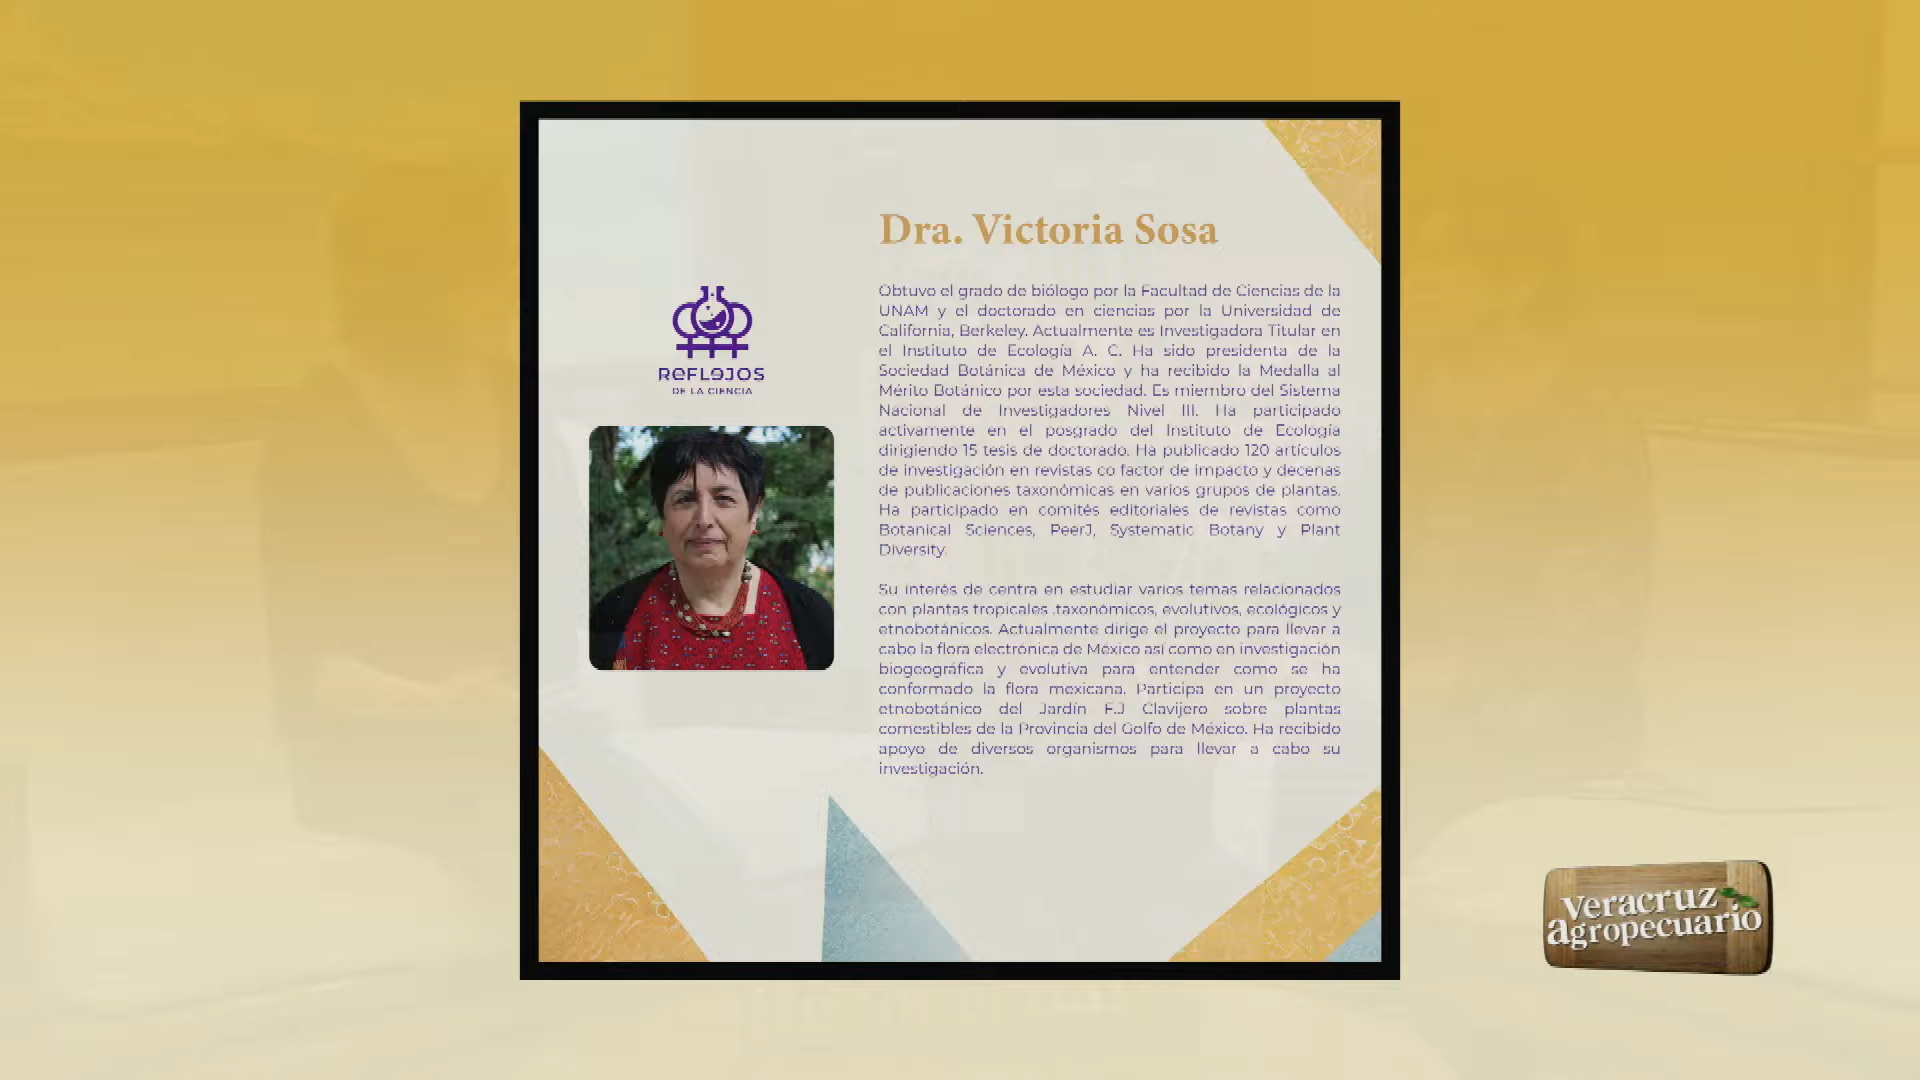 Dra. Victoria Sosa
REFLEJOS
DE LA CIENCIA
Obtuvo el grado de biólogo por la Facultad de Ciencias de la
UNAM y el doctorado en ciencias por la Universidad de
California, Berkeley. Actualmente es Investigadora Titular en
el Instituto de Ecología A. C. Ha sido presidenta de la
Sociedad Botánica de México y ha recibido la Medalla al
Mérito Botánico por esta sociedad. Es miembro del Sistema
Nacional de Investigadores Nivel III. Ha participado
activamente en el posgrado del Instituto de Ecología
dirigiendo 15 tesis de doctorado. Ha publicado 120 artículos
de investigación en revistas co factor de impacto y decenas
de publicaciones taxonómicas en varios grupos de plantas.
Ha participado en comités editoriales de revistas como
Botanical Sciences, PeerJ, Systematic Botany y Plant
Diversity.
Su interés de centra en estudiar varios temas relacionados
con plantas tropicales .taxonómicos, evolutivos, ecológicos y
etnobotánicos. Actualmente dirige el proyecto para llevar a
cabo la flora electrónica de México así como en investigación
biogeográfica y evolutiva para entender como se ha
conformado la flora mexicana. Participa en un proyecto
etnobotánico del Jardín F.J Clavijero sobre plantas
comestibles de la Provincia del Golfo de México. Ha recibido
apoyo de diversos organismos para llevar a cabo su
investigación.
Veracruz
agropecuario